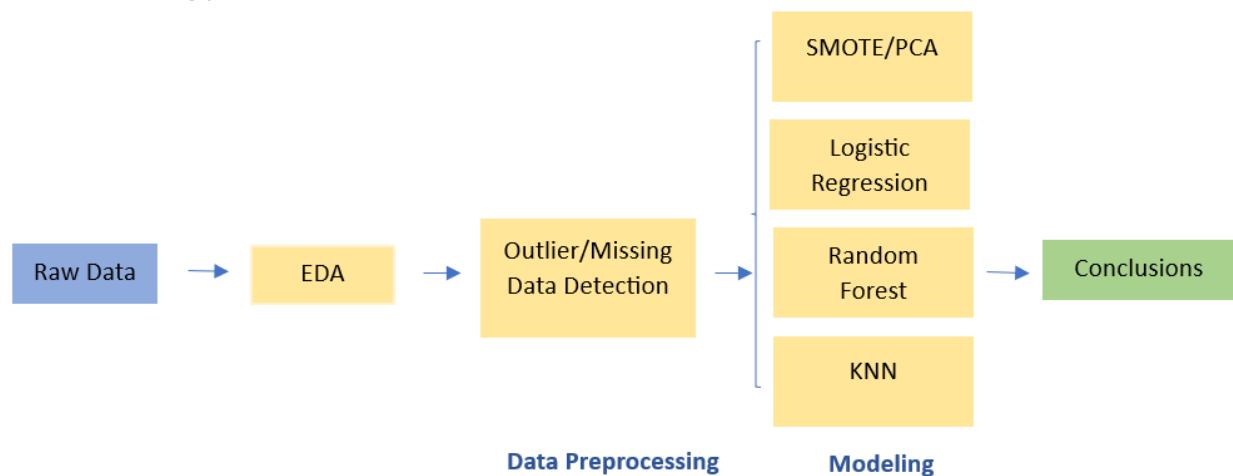 SMOTE/PCA
Logistic
Regression
Raw Data
EDA
Outlier/Missing
Data Detection
Random
Forest
Conclusions
KNN
Data Preprocessing
Modeling